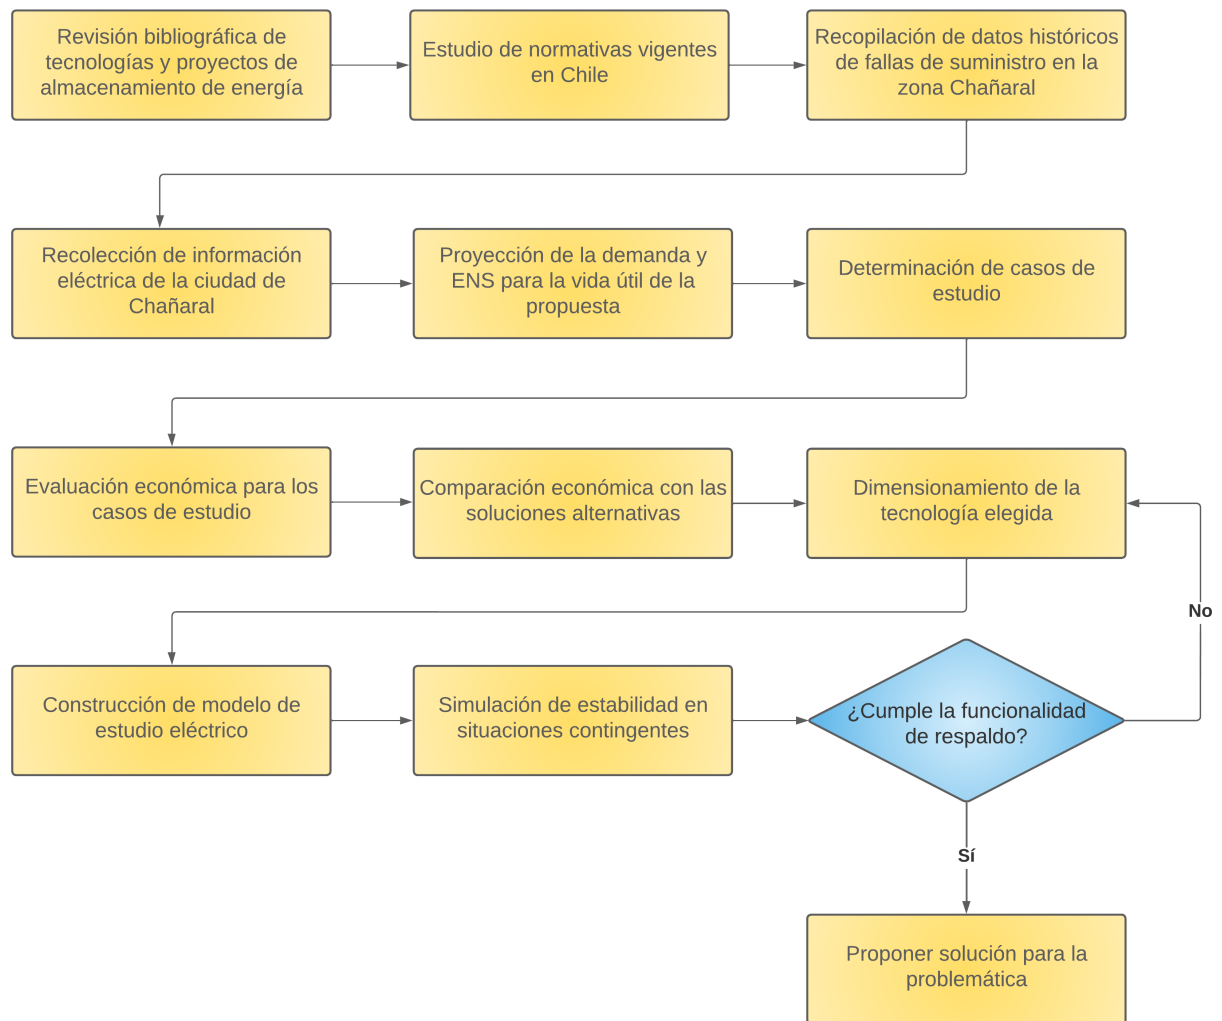 Revisión bibliográfica de
tecnologías y proyectos de
almacenamiento de energía
Estudio de normativas vigentes
en Chile
Recopilación de datos históricos
de fallas de suministro en la
zona Chañaral
Recolección de información
eléctrica de la ciudad de
Chañaral
Proyección de la demanda y
ENS para la vida útil de la
propuesta
Determinación de casos de
estudio
Evaluación económica para los
casos de estudio
Comparación económica con las
soluciones alternativas
Dimensionamiento de la
tecnología elegida
No
Construcción de modelo de
estudio eléctrico
Simulación de estabilidad en
situaciones contingentes
¿Cumple la funcionalidad
de respaldo?
Sí
Proponer solución para la
problemática